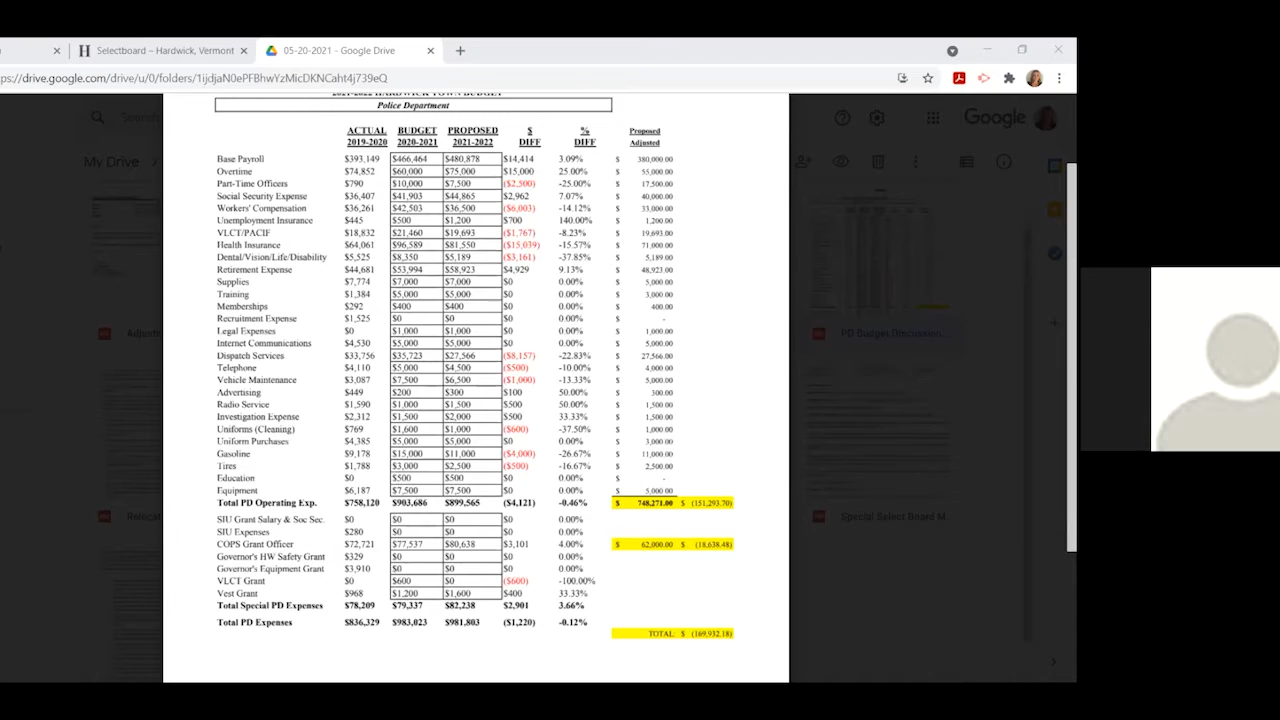 Selectboard – Hardwick, Vermont
05-20-2021 - Google Drive
ps://drive.google.com/drive/u/0/folders/1ijdjaN0ePFBhwYzMicDKNCaht4j739eQ
2021-2022 HARDWICK TOWN BUDGET
Police Department
Google
My Drive
ACTUAL BUDGET PROPOSED $ % Proposed
2019-2020 2020-2021 2021-2022 DIFF DIFF Adjusted
Base Payroll $393,149 $466,464 $480,878 $14,414 3.09% $ 380,000.00
Overtime $74,852 $60,000 $75,000 $15,000 25.00% $ 55,000.00
Part-Time Officers $790 $10,000 $7,500 ($2,500) -25.00% $ 17,500.00
Social Security Expense $36,407 $41,903 $44,865 $2,962 7.07% $ 40,000.00
Workers' Compensation $36,261 $42,503 $36,500 ($6,003) -14.12% $ 33,000.00
Unemployment Insurance $445 $500 $1,200 $700 140.00% $ 1,200.00
VLCT/PACIF $18,832 $21,460 $19,693 ($1,767) -8.23% $ 19,693.00
Health Insurance $64,061 $96,589 $81,550 ($15,039) -15.57% $ 71,000.00
Dental/Vision/Life/Disability $5,525 $8,350 $5,189 ($3,161) -37.85% $ 5,189.00
Retirement Expense $44,681 $53,994 $58,923 $4,929 9.13% $ 48,923.00
Supplies $7,774 $7,000 $7,000 $0 0.00% $ 5,000.00
Training $1,384 $5,000 $5,000 $0 0.00% $ 3,000.00
Memberships $292 $400 $400 $0 0.00% $ 400.00
Recruitment Expense $1,525 $0 $0 $0 0.00% $ -
Legal Expenses $0 $1,000 $1,000 $0 0.00% $ 1,000.00
Internet Communications $4,530 $5,000 $5,000 $0 0.00% $ 5,000.00
Dispatch Services $33,756 $35,723 $27,566 ($8,157) -22.83% $ 27,566.00
Telephone $4,110 $5,000 $4,500 ($500) -10.00% $ 4,000.00
Vehicle Maintenance $3,087 $7,500 $6,500 ($1,000) -13.33% $ 5,000.00
Advertising $449 $200 $300 $100 50.00% $ 300.00
Radio Service $1,590 $1,000 $1,500 $500 50.00% $ 1,500.00
Investigation Expense $2,312 $1,500 $2,000 $500 33.33% $ 1,500.00
Uniforms (Cleaning) $769 $1,600 $1,000 ($600) -37.50% $ 1,000.00
Uniform Purchases $4,385 $5,000 $5,000 $0 0.00% $ 3,000.00
Gasoline $9,178 $15,000 $11,000 ($4,000) -26.67% $ 11,000.00
Tires $1,788 $3,000 $2,500 ($500) -16.67% $ 2,500.00
Education $0 $500 $500 $0 0.00% $ -
Equipment $6,187 $7,500 $7,500 $0 0.00% $ 5,000.00
Total PD Operating Exp. $758,120 $903,686 $899,565 ($4,121) -0.46% $ 748,271.00 $ (151,293.70)
SIU Grant Salary & Soc Sec. $0 $0 $0 $0 0.00%
SIU Expenses $280 $0 $0 $0 0.00%
COPS Grant Officer $72,721 $77,537 $80,638 $3,101 4.00% $ 62,000.00 $ (18,638.48)
Governor's HW Safety Grant $329 $0 $0 $0 0.00%
Governor's Equipment Grant $3,910 $0 $0 $0 0.00%
VLCT Grant $0 $600 $0 ($600) -100.00%
Vest Grant $968 $1,200 $1,600 $400 33.33%
Total Special PD Expenses $78,209 $79,337 $82,238 $2,901 3.66%
Total PD Expenses $836,329 $983,023 $981,803 ($1,220) -0.12%
TOTAL: $ (169,932.18)
PD Budget Discussion...
Special Select Board M...